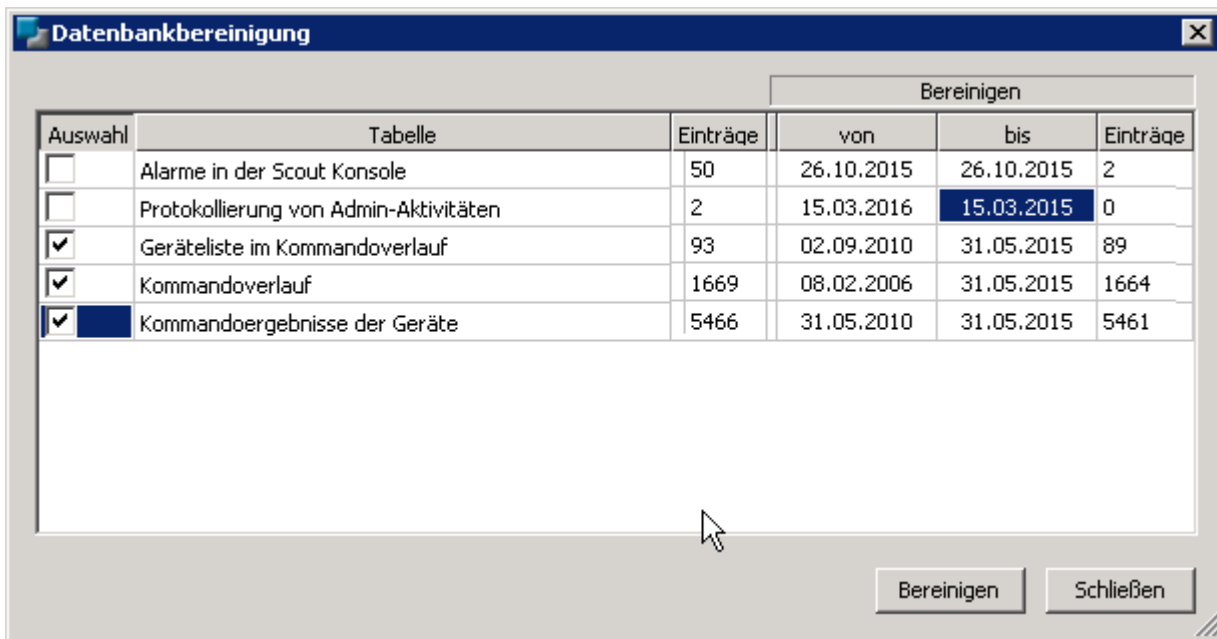 Datenbankbereinigung
Bereinigen
Auswahl Tabelle Einträge von bis Einträge
Alarme in der Scout Konsole 50 26.10.2015 26.10.2015 2
Protokollierung von Admin-Aktivitäten 2 15.03.2016 15.03.2015 0
Geräteliste im Kommandoverlauf 93 02.09.2010 31.05.2015 89
Kommandoverlauf 1669 08.02.2006 31.05.2015 1664
Kommandoergebnisse der Geräte 5466 31.05.2010 31.05.2015 5461
Bereinigen Schließen